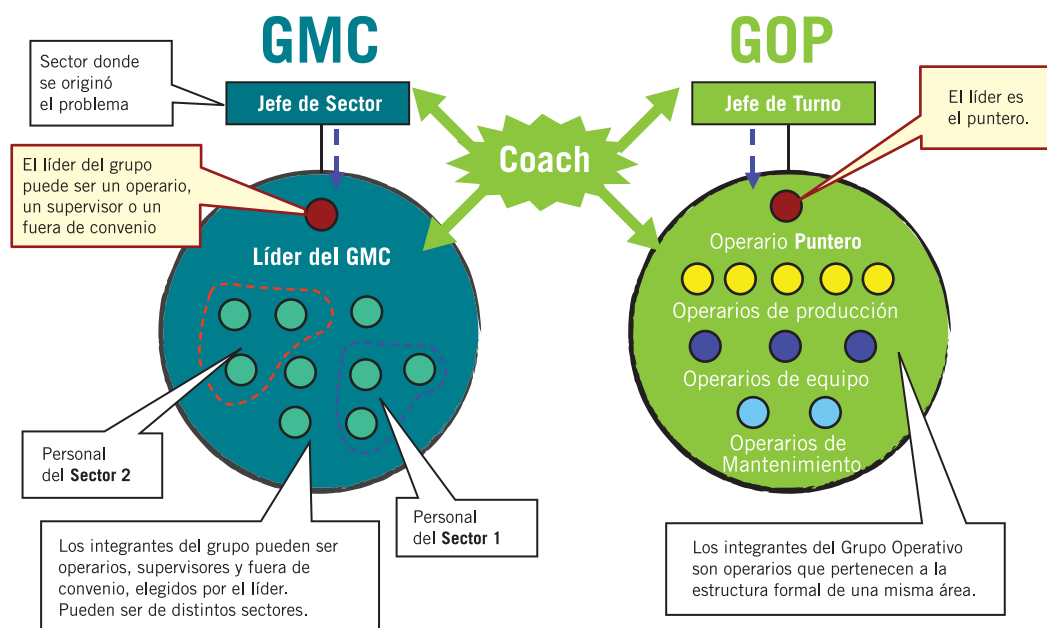 GMC
GOP
Sector donde
se originó
el problema
Jefe de Sector
Jefe de Turno
El líder es
el puntero.
Coach
El líder del grupo
puede ser un operario,
un supervisor o un
fuera de convenio
Líder del GMC
Operario Puntero
Operarios de producción
Operarios de equipo
Operarios de
Mantenimiento
Personal
del Sector 2
Personal
del Sector 1
Los integrantes del grupo pueden ser
operarios, supervisores y fuera de
convenio, elegidos por el líder.
Pueden ser de distintos sectores.
Los integrantes del Grupo Operativo
son operarios que pertenecen a la
estructura formal de una misma área.